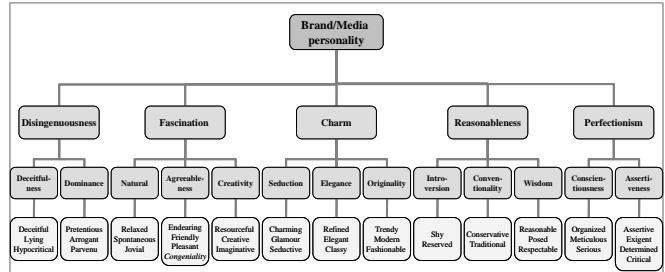 Brand/Media
personality
Disingenuousness
Fascination
Charm
Reasonableness
Perfectionism
Deceitful-
ness
Dominance
Natural
Agreeable-
ness
Creativity
Seduction
Elegance
Originality
Intro-
version
Conven-
tionality
Wisdom
Conscien-
tiousness
Asserti-
veness
Deceitful
Lying
Hypocritical
Pretentious
Arrogant
Parvenu
Relaxed
Spontaneous
Jovial
Endearing
Friendly
Pleasant
Congeniality
Resourceful
Creative
Imaginative
Charming
Glamour
Seductive
Refined
Elegant
Classy
Trendy
Modern
Fashionable
Shy
Reserved
Conservative
Traditional
Reasonable
Posed
Respectable
Organized
Meticulous
Serious
Assertive
Exigent
Determined
Critical